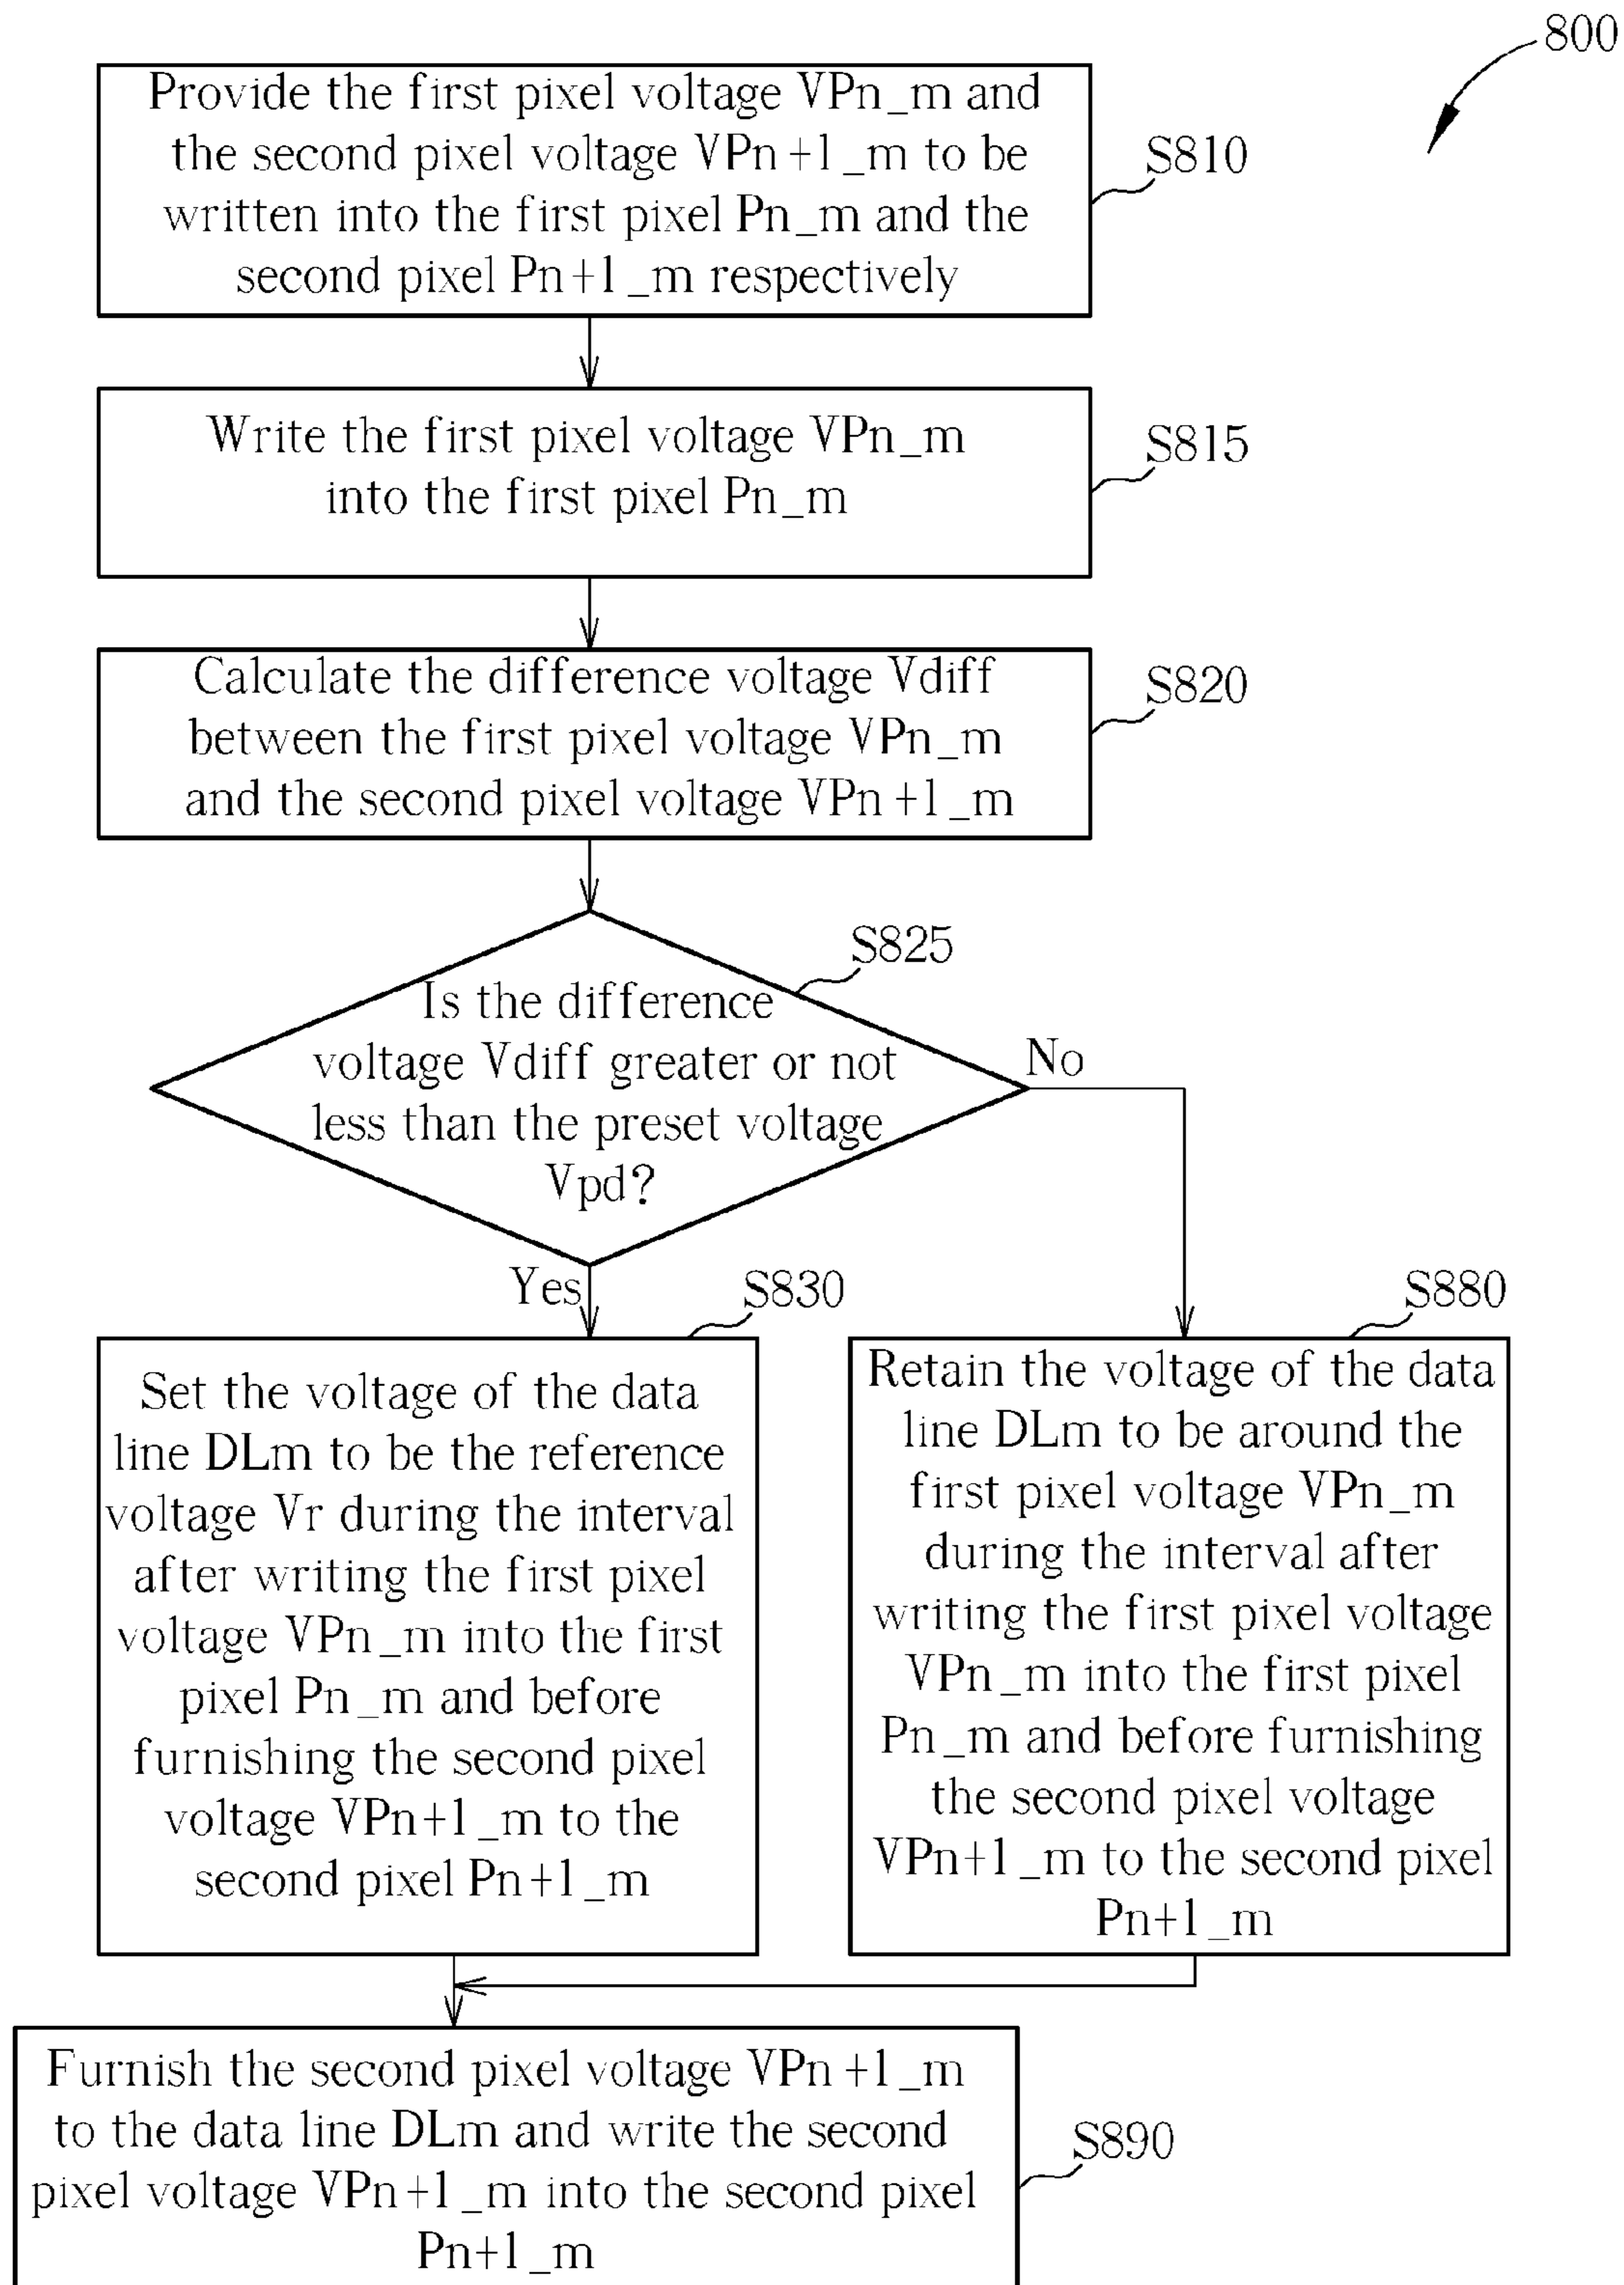 800
Provide the first pixel voltage VPn_m and
the second pixel voltage VPn+1_m to be
written into the first pixel Pn_m and the
second pixel Pn+1_m respectively
S810
Write the first pixel voltage VPn_m
into the first pixel Pn_m
S815
Calculate the difference voltage Vdiff
between the first pixel voltage VPn_m
and the second pixel voltage VPn+1_m
S820
Is the difference
voltage Vdiff greater or not
less than the preset voltage
Vpd?
S825
No
Yes
S830
Set the voltage of the data
line DLm to be the reference
voltage Vr during the interval
after writing the first pixel
voltage VPn_m into the first
pixel Pn_m and before
furnishing the second pixel
voltage VPn+1_m to the
second pixel Pn+1_m
S880
Retain the voltage of the data
line DLm to be around the
first pixel voltage VPn_m
during the interval after
writing the first pixel voltage
VPn_m into the first pixel
Pn_m and before furnishing
the second pixel voltage
VPn+1_m to the second pixel
Pn+1_m
Furnish the second pixel voltage VPn+1_m
to the data line DLm and write the second
pixel voltage VPn+1_m into the second pixel
Pn+1_m
S890